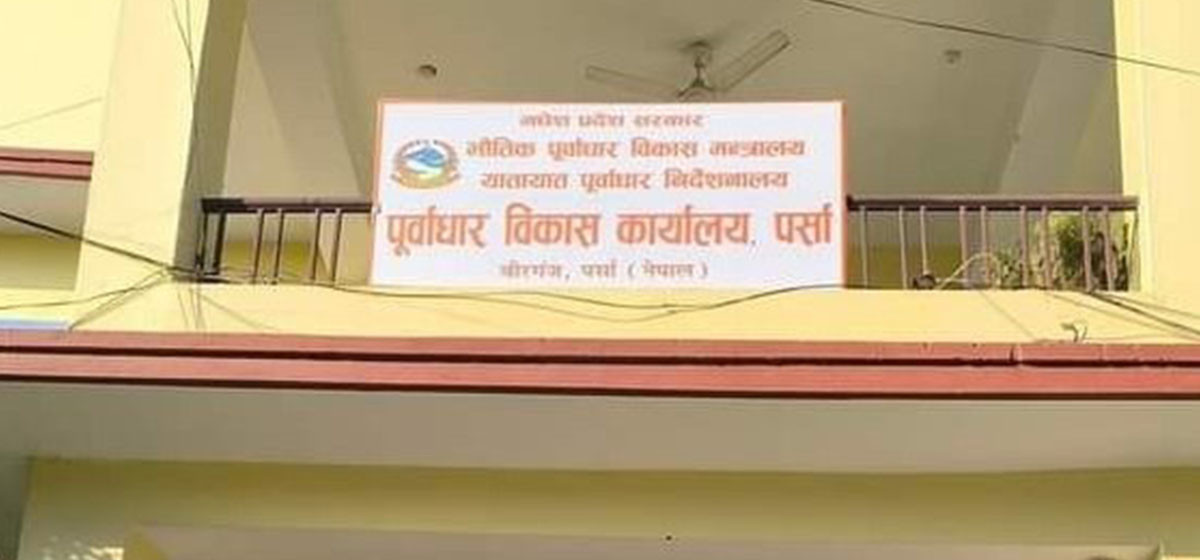 मधेश प्रदेश सरकार
भौतिक पूर्वाधार विकास मन्त्रालय
यातायात पूर्वाधार निर्देशनालय
पूर्वाधार विकास कार्यालय, पर्सा
वीरगंज, पर्सा ( नेपाल )